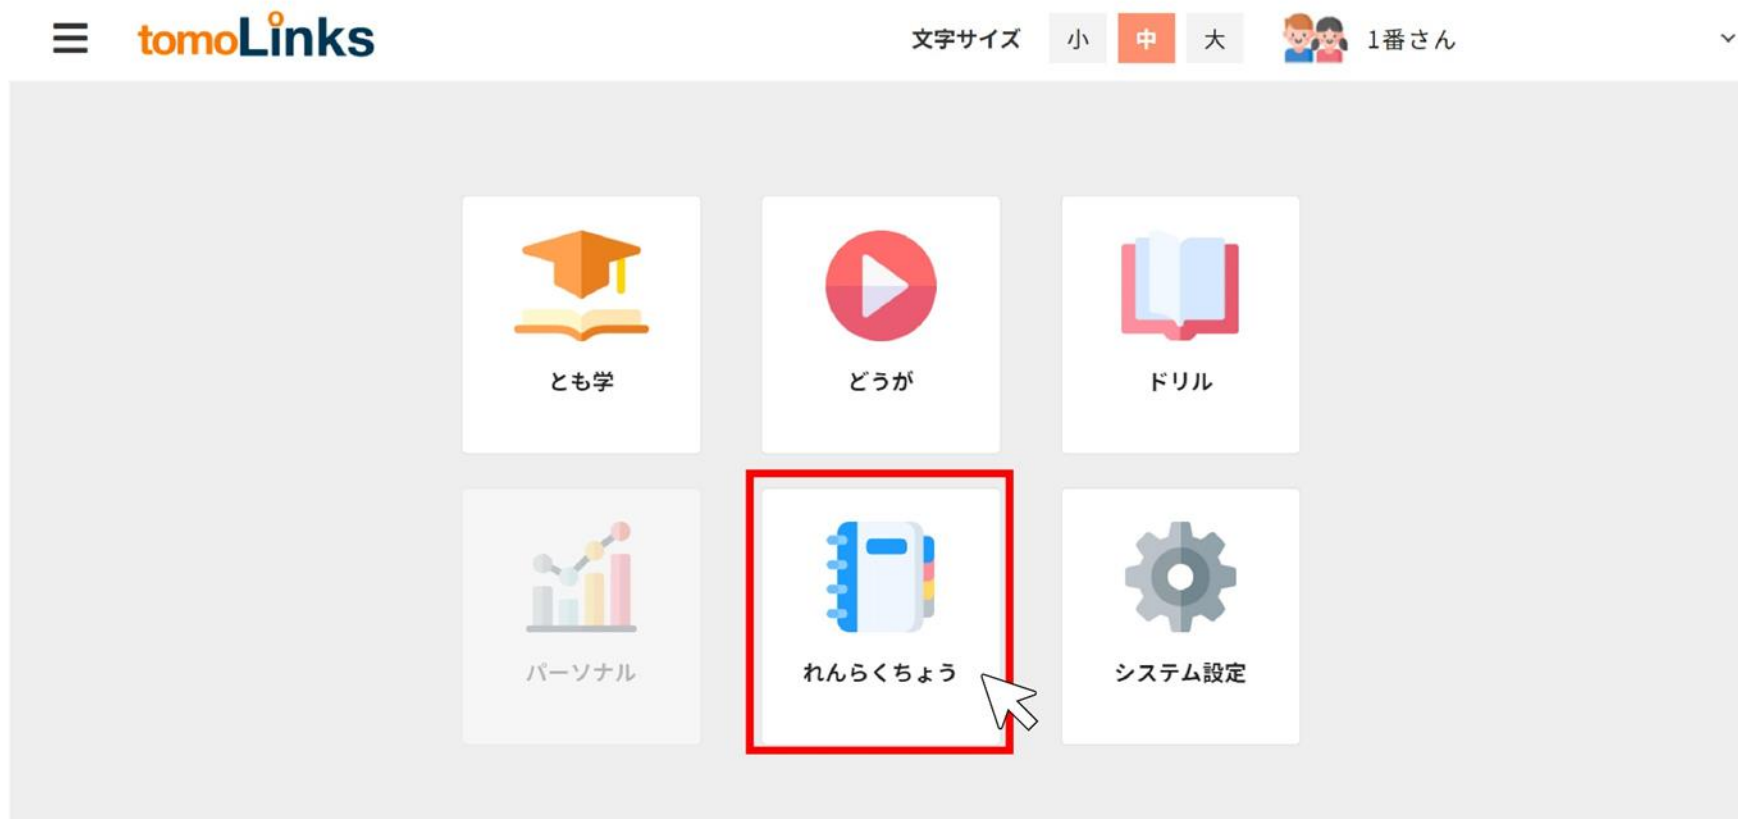 tomoLinks
文字サイズ 小 中 大 1番さん
とも学 どうが ドリル
パーソナル れんらくちょう システム設定